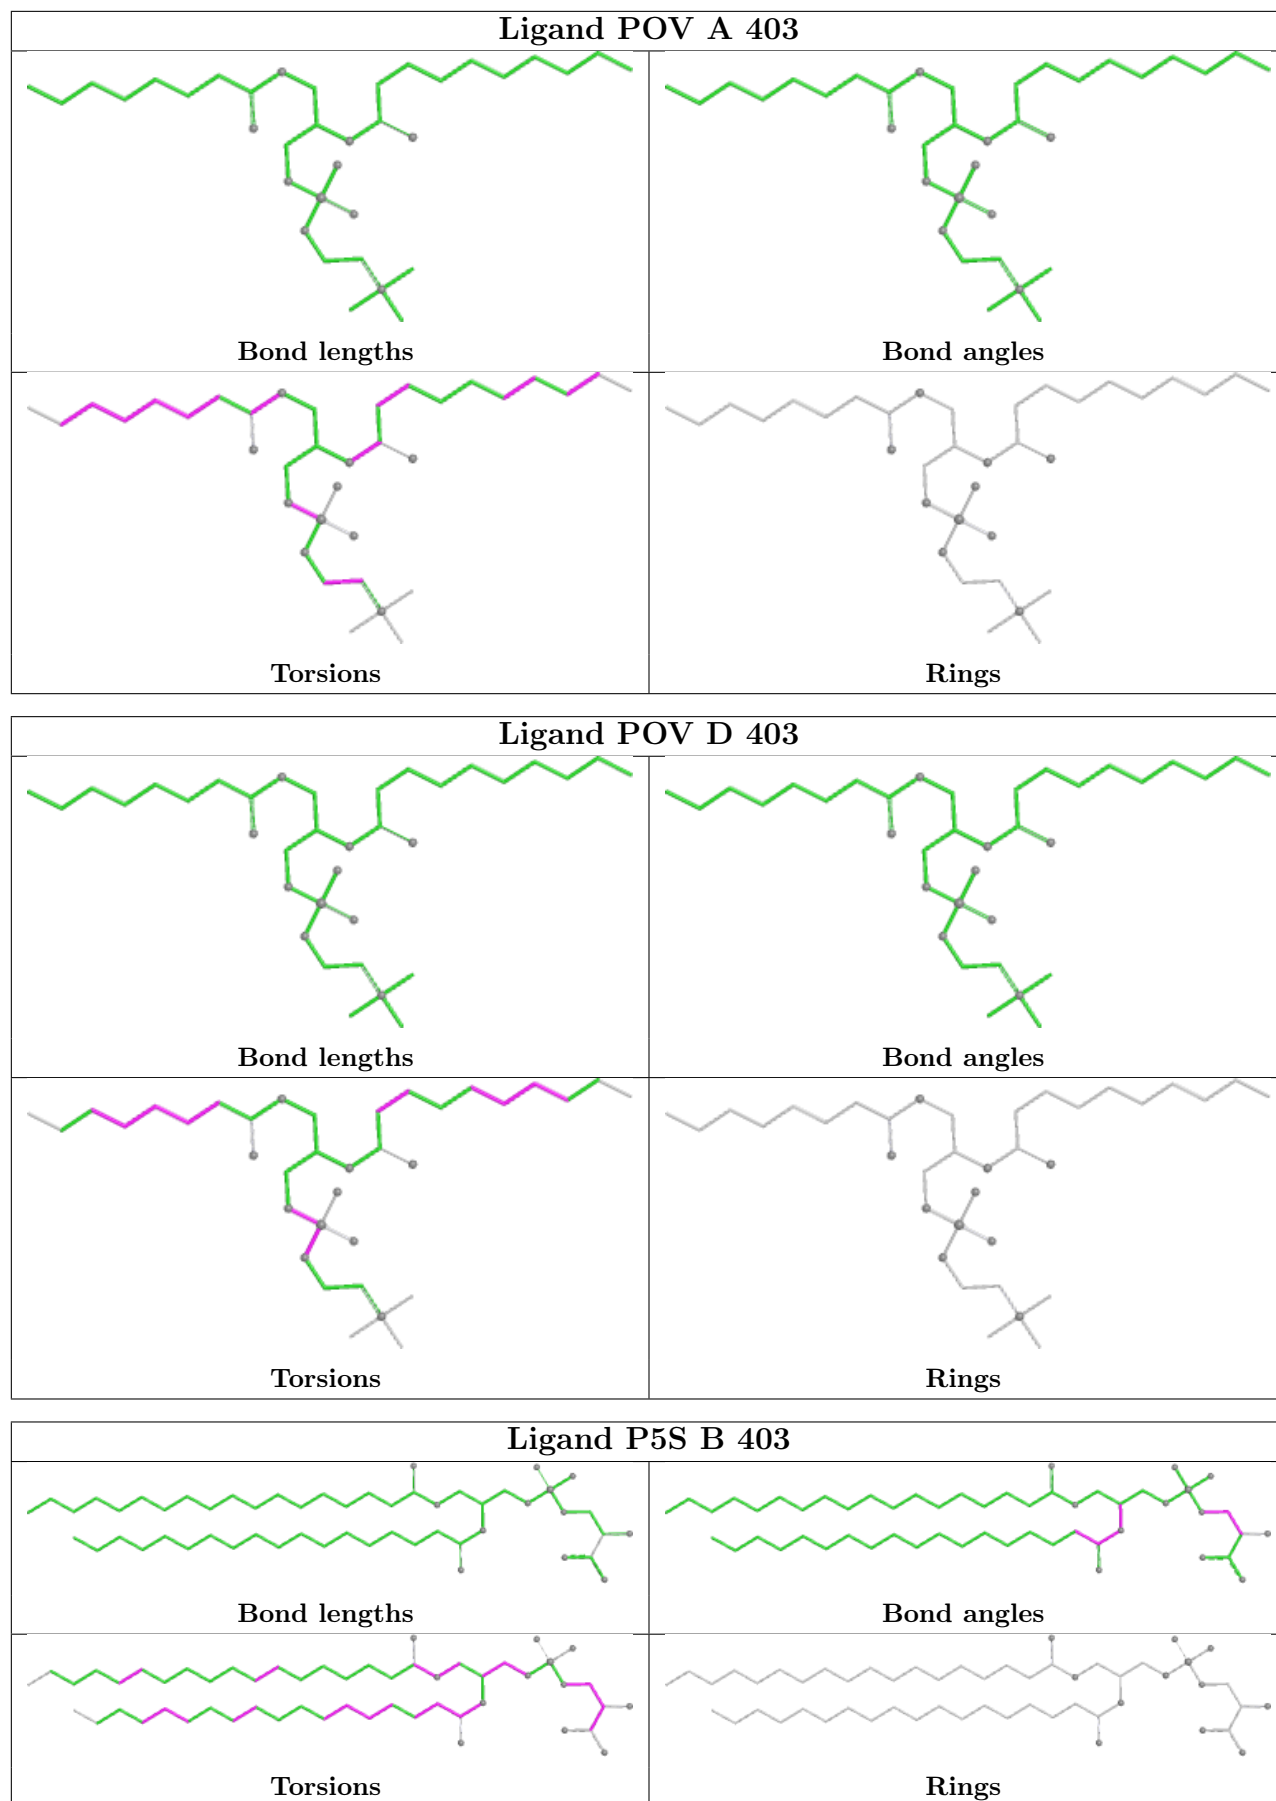 Ligand POV A 403
Bond lengths
Bond angles
Torsions
Rings
Ligand POV D 403
Bond lengths
Bond angles
Torsions
Rings
Ligand P5S B 403
Bond lengths
Bond angles
Torsions
Rings